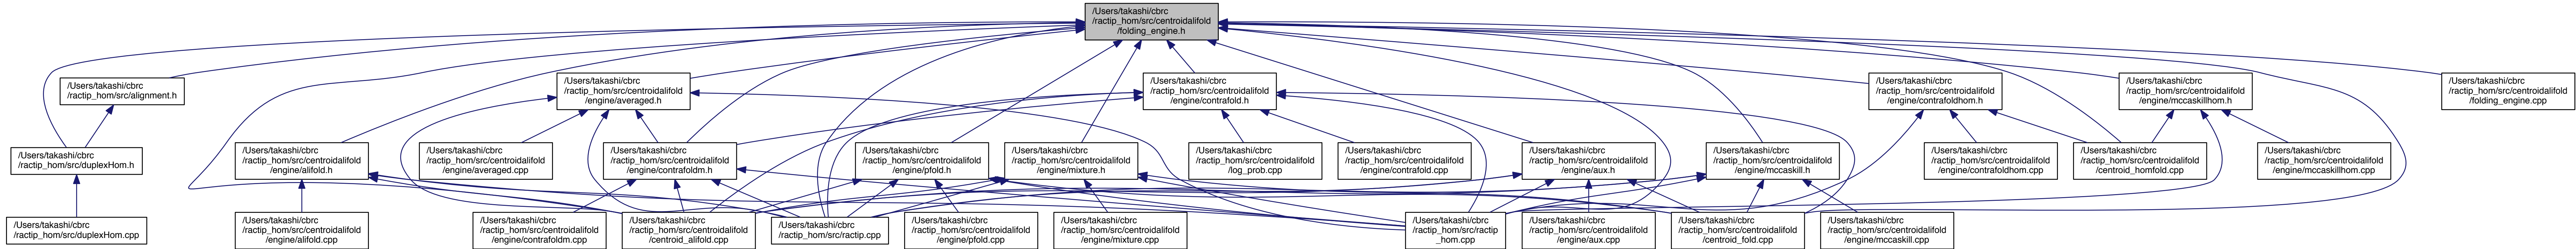 /Users/takashi/cbrc
/ractip_hom/src/centroidalifold
/folding_engine.h
/Users/takashi/cbrc
/ractip_hom/src/alignment.h
/Users/takashi/cbrc
/ractip_hom/src/centroidalifold
/engine/averaged.h
/Users/takashi/cbrc
/ractip_hom/src/centroidalifold
/engine/contrafold.h
/Users/takashi/cbrc
/ractip_hom/src/centroidalifold
/engine/contrafoldhom.h
/Users/takashi/cbrc
/ractip_hom/src/centroidalifold
/engine/mccaskillhom.h
/Users/takashi/cbrc
/ractip_hom/src/centroidalifold
/folding_engine.cpp
/Users/takashi/cbrc
/ractip_hom/src/duplexHom.h
/Users/takashi/cbrc
/ractip_hom/src/centroidalifold
/engine/alifold.h
/Users/takashi/cbrc
/ractip_hom/src/centroidalifold
/engine/averaged.cpp
/Users/takashi/cbrc
/ractip_hom/src/centroidalifold
/engine/contrafoldm.h
/Users/takashi/cbrc
/ractip_hom/src/centroidalifold
/engine/pfold.h
/Users/takashi/cbrc
/ractip_hom/src/centroidalifold
/engine/mixture.h
/Users/takashi/cbrc
/ractip_hom/src/centroidalifold
/log_prob.cpp
/Users/takashi/cbrc
/ractip_hom/src/centroidalifold
/engine/contrafold.cpp
/Users/takashi/cbrc
/ractip_hom/src/centroidalifold
/engine/aux.h
/Users/takashi/cbrc
/ractip_hom/src/centroidalifold
/engine/mccaskill.h
/Users/takashi/cbrc
/ractip_hom/src/centroidalifold
/engine/contrafoldhom.cpp
/Users/takashi/cbrc
/ractip_hom/src/centroidalifold
/centroid_homfold.cpp
/Users/takashi/cbrc
/ractip_hom/src/centroidalifold
/engine/mccaskillhom.cpp
/Users/takashi/cbrc
/ractip_hom/src/duplexHom.cpp
/Users/takashi/cbrc
/ractip_hom/src/centroidalifold
/engine/alifold.cpp
/Users/takashi/cbrc
/ractip_hom/src/centroidalifold
/engine/contrafoldm.cpp
/Users/takashi/cbrc
/ractip_hom/src/centroidalifold
/centroid_alifold.cpp
/Users/takashi/cbrc
/ractip_hom/src/ractip.cpp
/Users/takashi/cbrc
/ractip_hom/src/centroidalifold
/engine/pfold.cpp
/Users/takashi/cbrc
/ractip_hom/src/centroidalifold
/engine/mixture.cpp
/Users/takashi/cbrc
/ractip_hom/src/ractip
_hom.cpp
/Users/takashi/cbrc
/ractip_hom/src/centroidalifold
/engine/aux.cpp
/Users/takashi/cbrc
/ractip_hom/src/centroidalifold
/centroid_fold.cpp
/Users/takashi/cbrc
/ractip_hom/src/centroidalifold
/engine/mccaskill.cpp